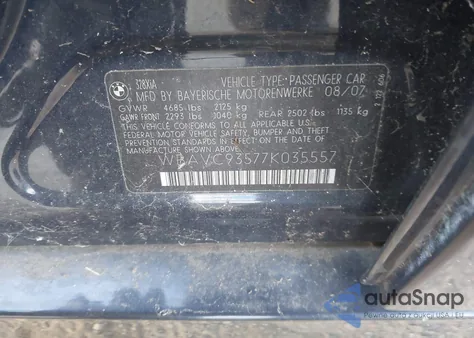 BMW
328XiA VEHICLE TYPE: PASSENGER CAR
MFD BY BAYERISCHE MOTORENWERKE 08/07
GVWR 4685 lbs 2125 kg
GAWR FRONT 2293 lbs 1040 kg REAR 2502 lbs 1135 kg
THIS VEHICLE CONFORMS TO ALL APPLICABLE
FEDERAL MOTOR VEHICLE SAFETY, BUMPER, AND THEFT
PREVENTION STANDARDS IN EFFECT ON THE
DATE OF MANUFACTURE SHOWN ABOVE.
WBAVC93577K035557
autoSnap